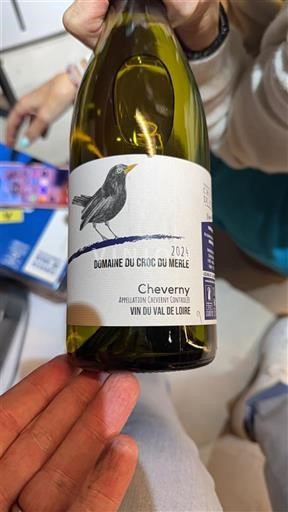 2024
DOMAINE DU CROC DU MERLE
Cheverny
APPELLATION CHEVERNY CONTRÔLÉE
VIN DU VAL DE LOIRE